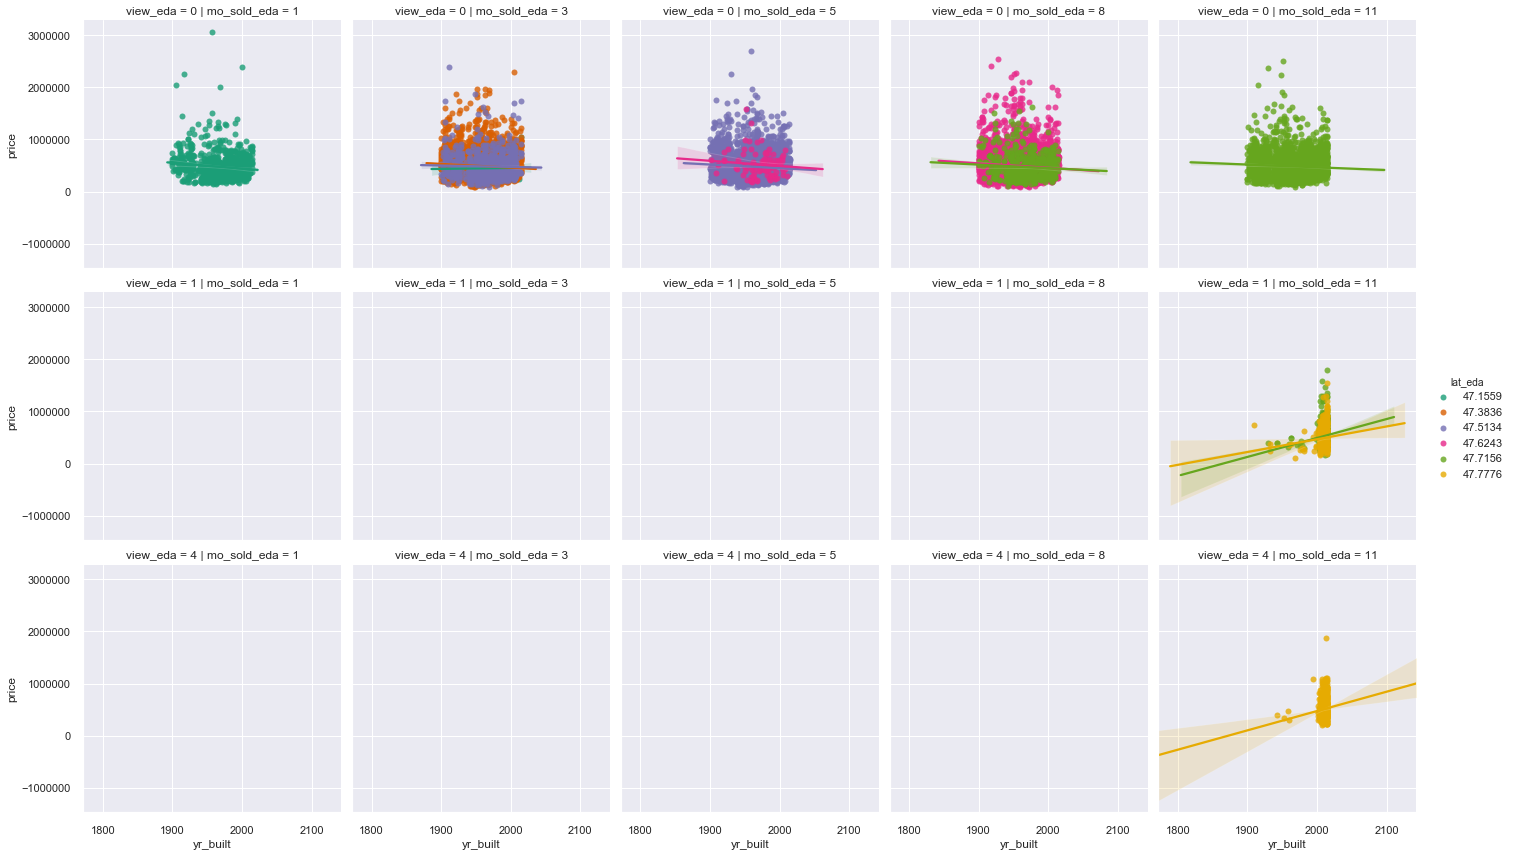 view_eda = 0 | mo_sold_eda = 1
view_eda = 0 | mo_sold_eda = 3
view_eda = 0 | mo_sold_eda = 5
view_eda = 0 | mo_sold_eda = 8
view_eda = 0 | mo_sold_eda = 11
3000000
2000000
1000000
0
−1000000
price
view_eda = 1 | mo_sold_eda = 1
view_eda = 1 | mo_sold_eda = 3
view_eda = 1 | mo_sold_eda = 5
view_eda = 1 | mo_sold_eda = 8
view_eda = 1 | mo_sold_eda = 11
3000000
2000000
1000000
0
−1000000
price
lat_eda
47.1559
47.3836
47.5134
47.6243
47.7156
47.7776
view_eda = 4 | mo_sold_eda = 1
view_eda = 4 | mo_sold_eda = 3
view_eda = 4 | mo_sold_eda = 5
view_eda = 4 | mo_sold_eda = 8
view_eda = 4 | mo_sold_eda = 11
3000000
2000000
1000000
0
−1000000
price
1800 1900 2000 2100
1800 1900 2000 2100
1800 1900 2000 2100
1800 1900 2000 2100
1800 1900 2000 2100
yr_built
yr_built
yr_built
yr_built
yr_built